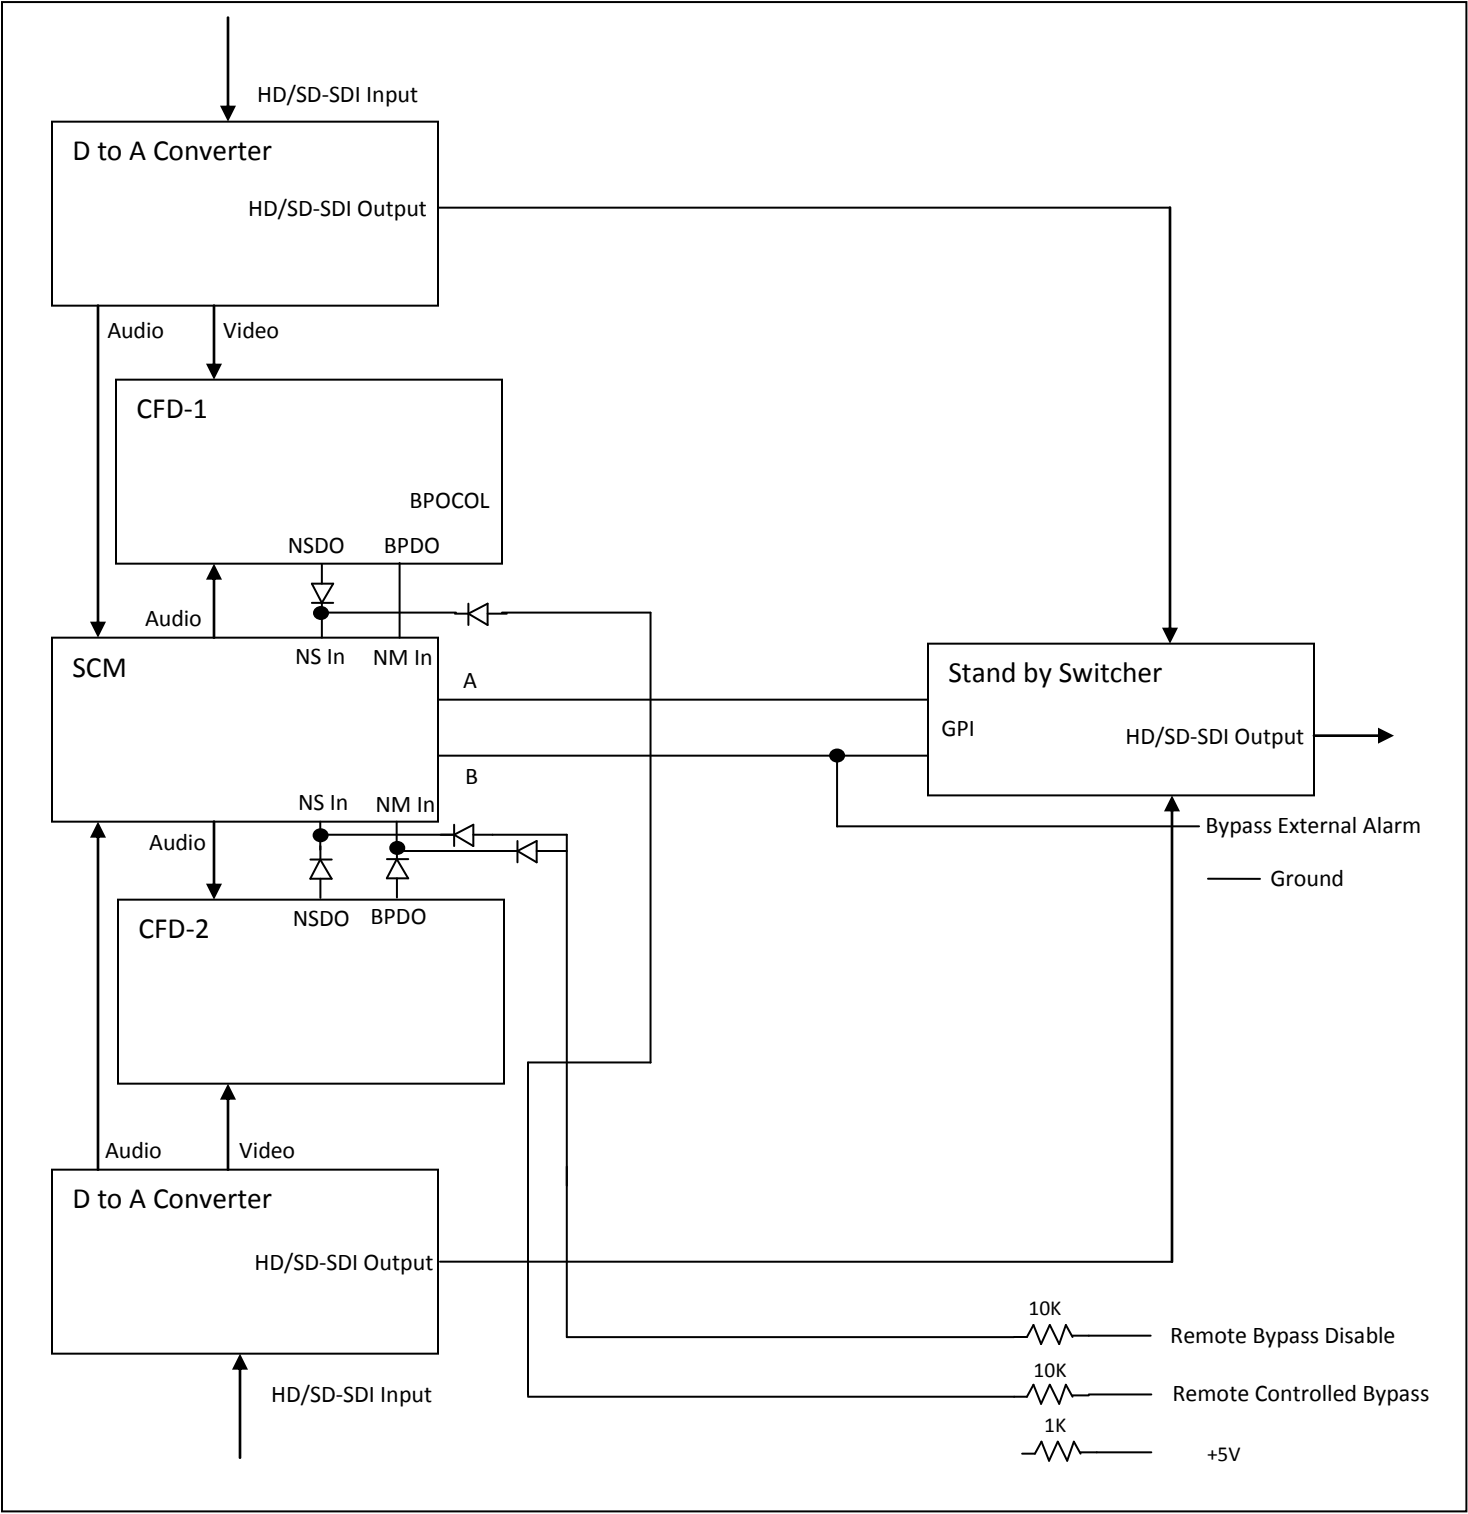 HD/SD-SDI Input
D to A Converter
HD/SD-SDI Output
Audio
Video
CFD-1
BPOCOL
NSDO
BPDO
Audio
NS In
NM In
SCM
A
Stand by Switcher
GPI
HD/SD-SDI Output
B
NS In
NM In
Bypass External Alarm
Audio
Ground
NSDO
BPDO
CFD-2
Audio
Video
D to A Converter
HD/SD-SDI Output
10K
Remote Bypass Disable
10K
HD/SD-SDI Input
Remote Controlled Bypass
1K
+5V